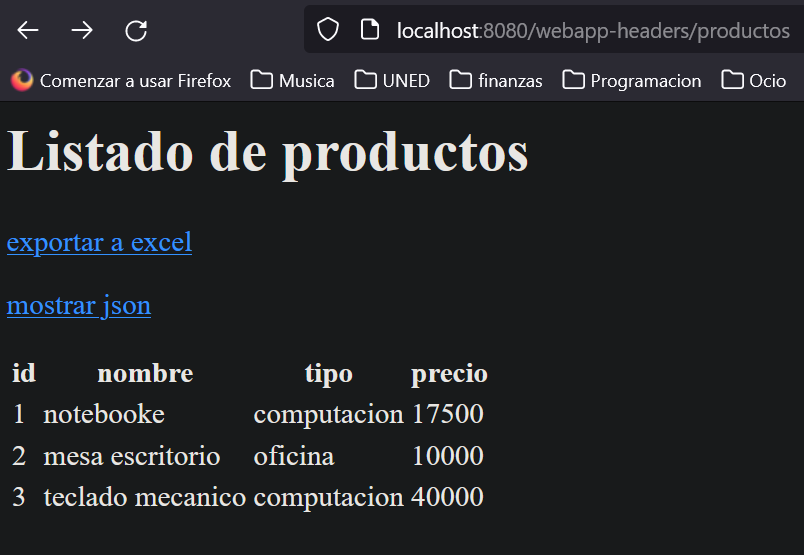 localhost:8080/webapp-headers/productos
Comenzar a usar Firefox Musica UNED finanzas Programacion Ocio
Listado de productos
exportar a excel
mostrar json
id nombre tipo precio
1 notebooke computacion 17500
2 mesa escritorio oficina 10000
3 teclado mecanico computacion 40000